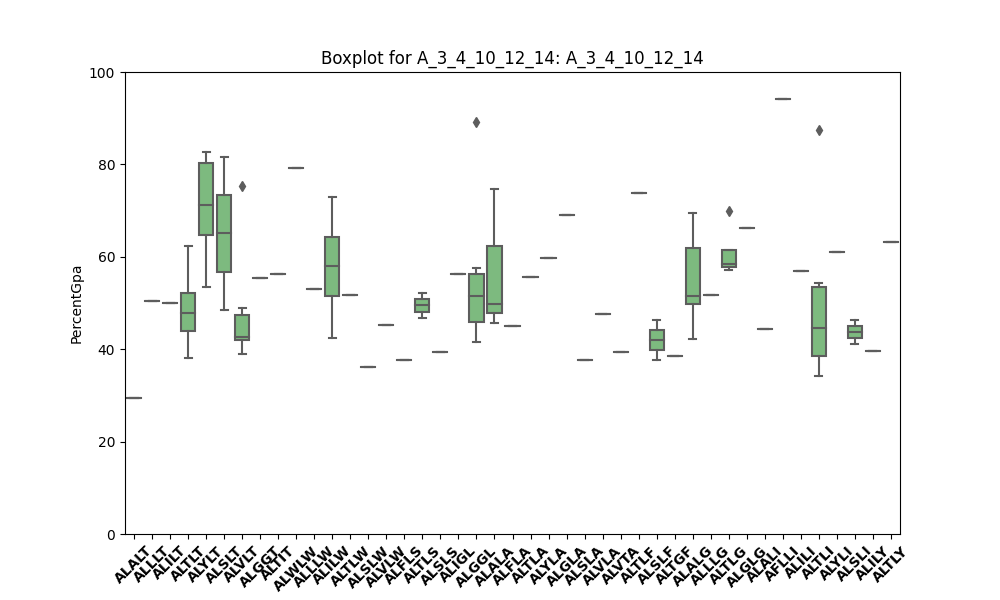 Boxplot for A_3_4_10_12_14: A_3_4_10_12_14
PercentGpa
100
80
60
40
20
0
ALALT
ALLLT
ALILT
ALTLT
ALYLT
ALSLT
ALVLT
ALGGT
ALTIT
ALWLW
ALLLW
ALILW
ALTLW
ALSLW
ALVLW
ALFLS
ALTLS
ALSLS
ALIGL
ALGGL
ALALA
ALFLA
ALTLA
ALYLA
ALGLA
ALSLA
ALVLA
ALVTA
ALTLF
ALSLF
ALTGF
ALALG
ALLLG
ALTLG
ALGLG
ALALI
AFLLI
ALILI
ALTLI
ALYLI
ALSLI
ALILY
ALTLY